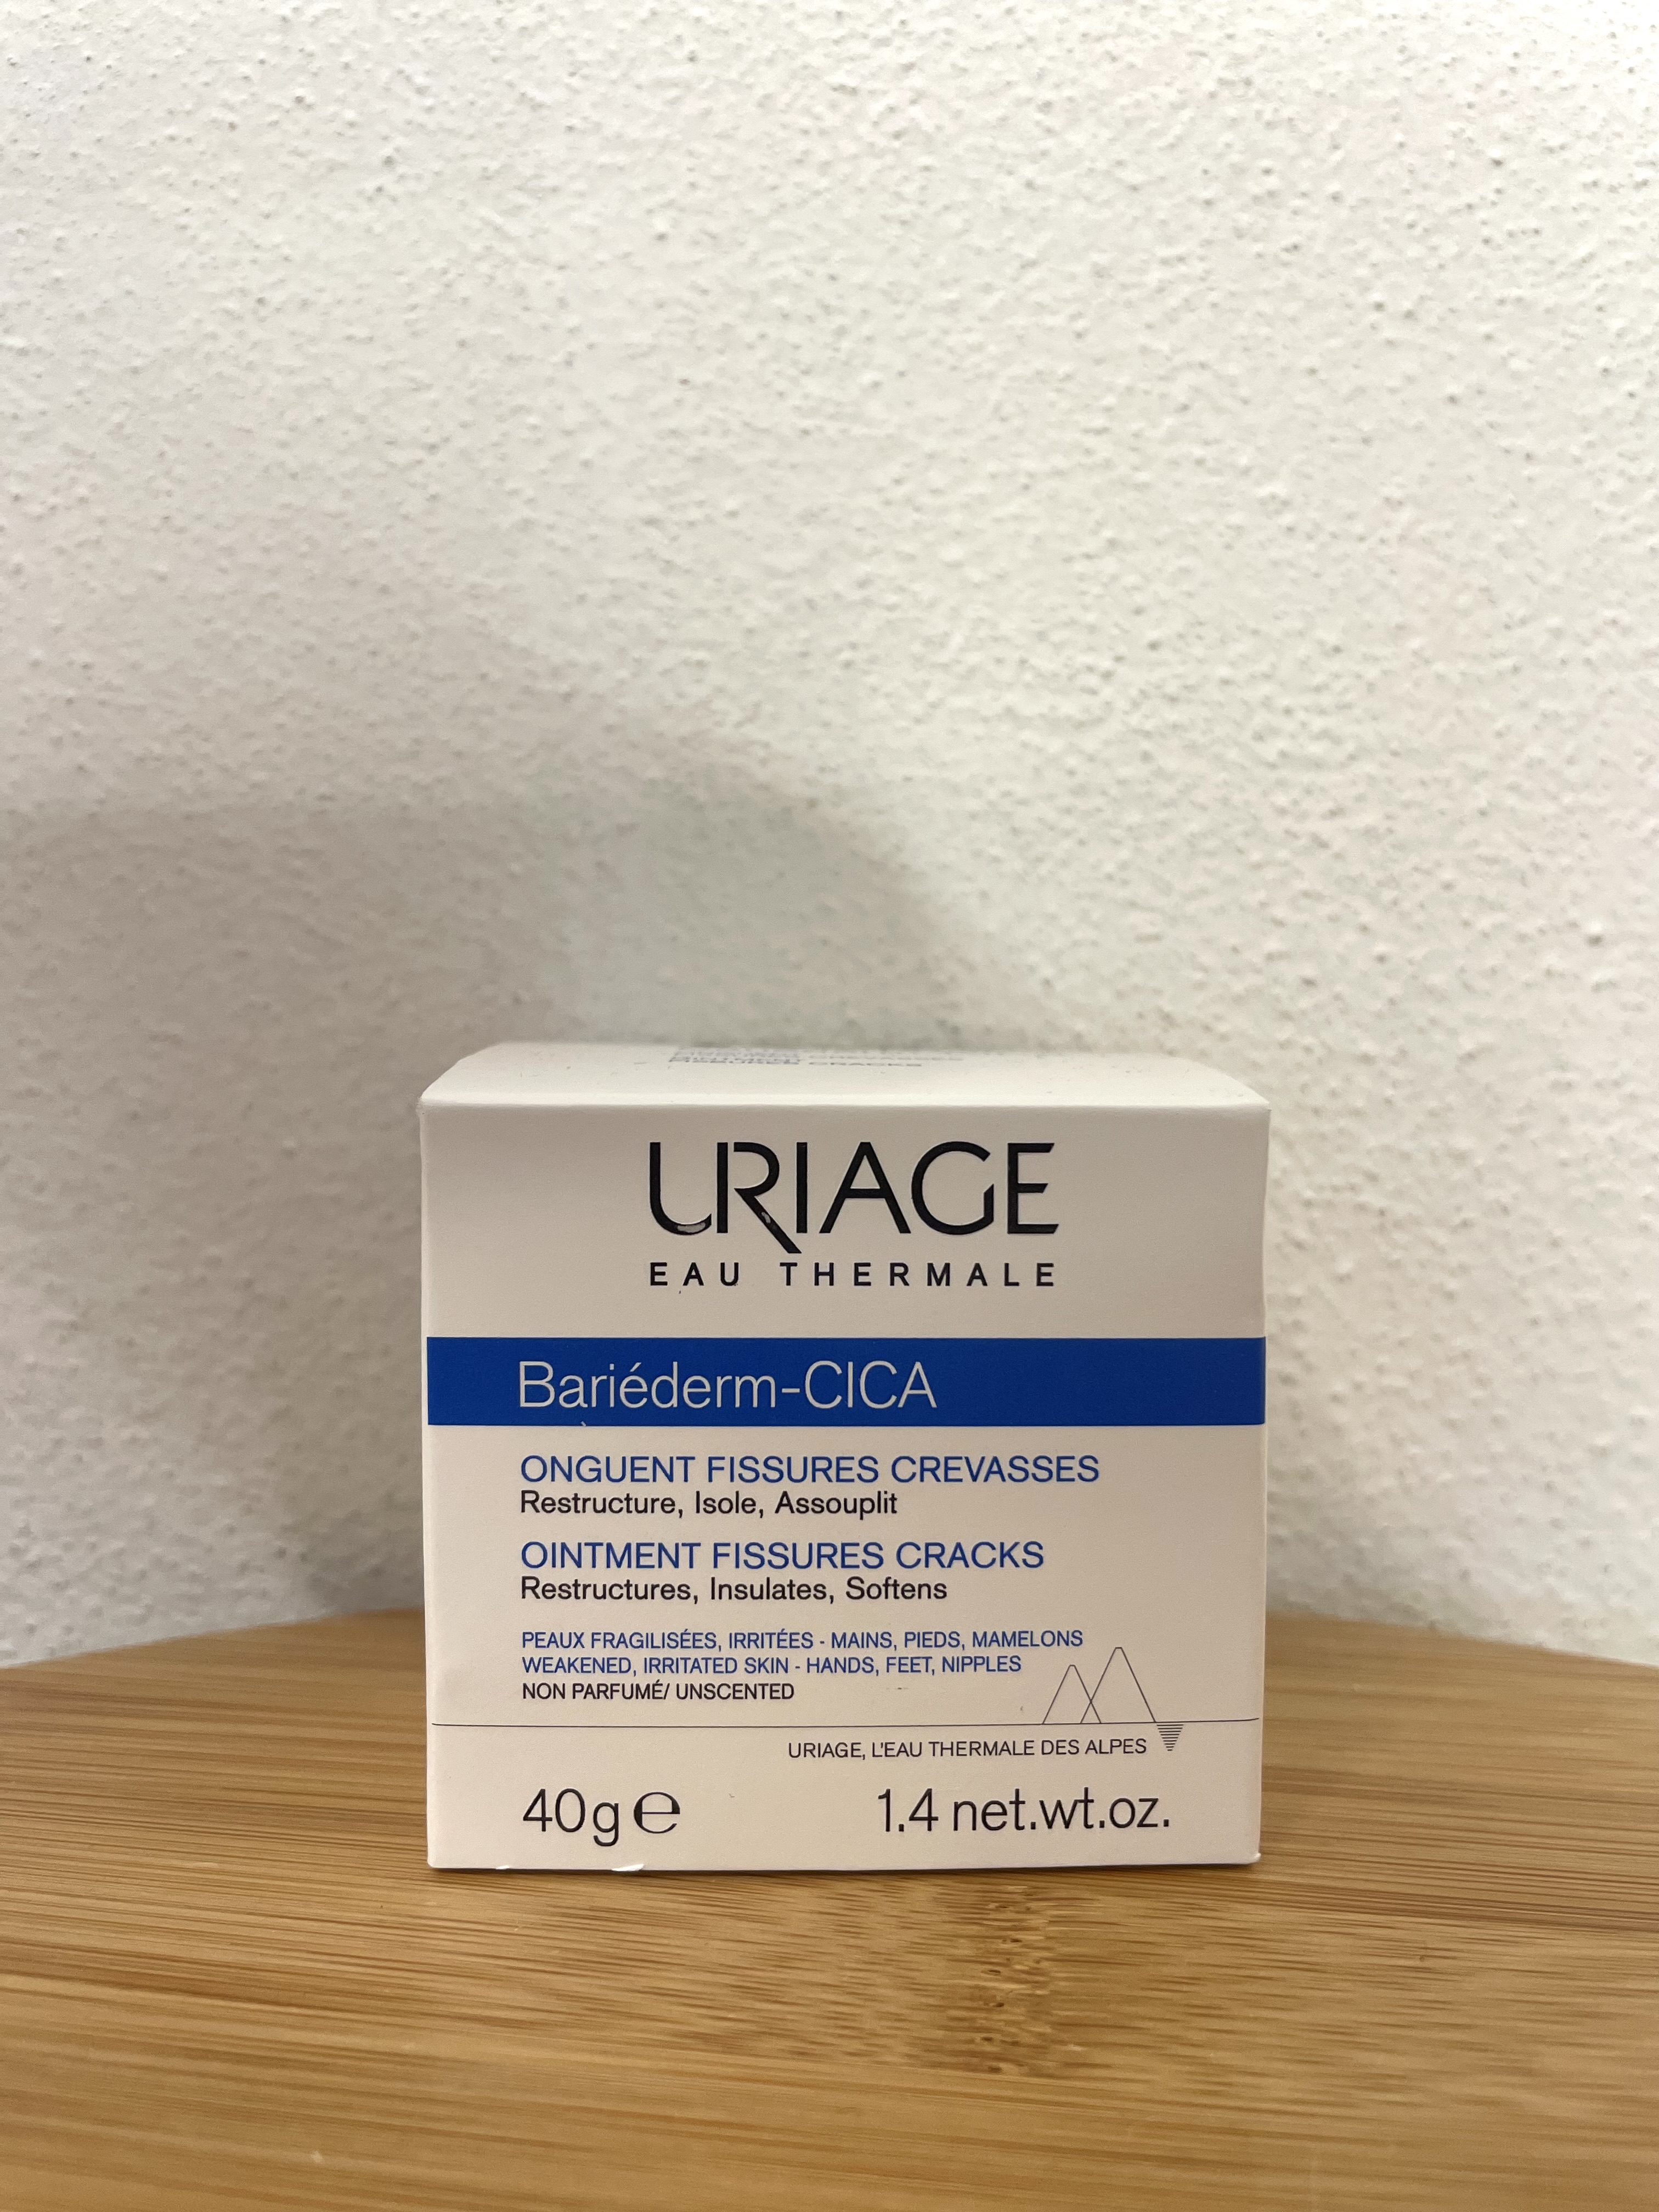 URIAGE
EAU THERMALE
Bariéderm-CICA
ONGUENT FISSURES CREVASSES
Restructure, Isole, Assouplit
OINTMENT FISSURES CRACKS
Restructures, Insulates, Softens
PEAUX FRAGILISÉES, IRRITÉES - MAINS, PIEDS, MAMELONS
WEAKENED, IRRITATED SKIN - HANDS, FEET, NIPPLES
NON PARFUMÉ/ UNSCENTED
URIAGE, L'EAU THERMALE DES ALPES
40g ℮ 1.4 net.wt.oz.